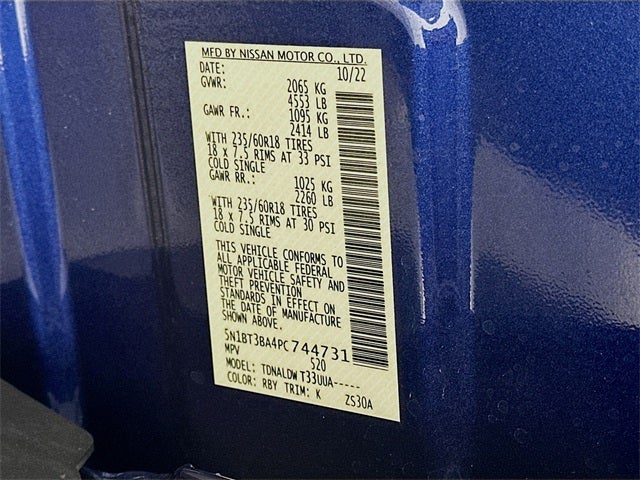 MFD BY NISSAN MOTOR CO., LTD.
DATE: 10/22
GVWR: 2065 KG
4553 LB
GAWR FR.: 1095 KG
2414 LB
WITH 235/60R18 TIRES
18 x 7.5 RIMS AT 33 PSI
COLD SINGLE
GAWR RR.: 1025 KG
2260 LB
WITH 235/60R18 TIRES
18 x 7.5 RIMS AT 30 PSI
COLD SINGLE
THIS VEHICLE CONFORMS TO
ALL APPLICABLE FEDERAL
MOTOR VEHICLE SAFETY AND
THEFT PREVENTION
STANDARDS IN EFFECT ON
THE DATE OF MANUFACTURE
SHOWN ABOVE.
5N1BT3BA4PC744731
MPV 520
MODEL: TDNALDW T33UUA-----
COLOR: RBY TRIM: K ZS30A